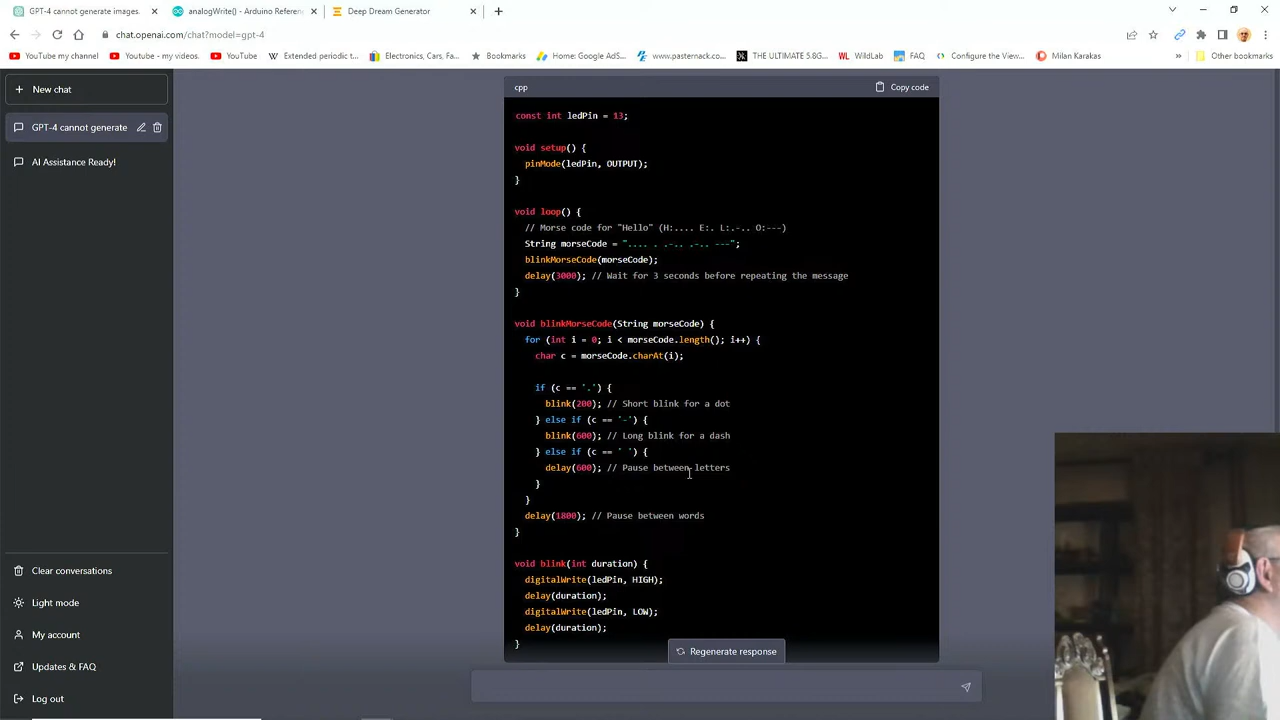 GPT-4 cannot generate images.
analogWrite() - Arduino Referen
Deep Dream Generator
chat.openai.com/chat?model=gpt-4
YouTube my channel
Youtube - my videos.
YouTube
Extended periodic t...
Electronics, Cars, Fa...
Bookmarks
Home: Google AdS...
www.pasternack.co...
THE ULTIMATE 5.8G...
WL WildLab
FAQ
Configure the View...
Milan Karakas
»
Other bookmarks
New chat
GPT-4 cannot generate
AI Assistance Ready!
Clear conversations
Light mode
My account
Updates & FAQ
Log out
cpp
Copy code
const int ledPin = 13;
void setup() {
pinMode(ledPin, OUTPUT);
}
void loop() {
// Morse code for "Hello" (H:.... E:. L:.-.. O:---)
String morseCode = ".... . .-.. .-.. ---";
blinkMorseCode(morseCode);
delay(3000); // Wait for 3 seconds before repeating the message
}
void blinkMorseCode(String morseCode) {
for (int i = 0; i < morseCode.length(); i++) {
char c = morseCode.charAt(i);
if (c == '.') {
blink(200); // Short blink for a dot
} else if (c == '-') {
blink(600); // Long blink for a dash
} else if (c == ' ') {
delay(600); // Pause between letters
}
}
delay(1800); // Pause between words
}
void blink(int duration) {
digitalWrite(ledPin, HIGH);
delay(duration);
digitalWrite(ledPin, LOW);
delay(duration);
}
Regenerate response